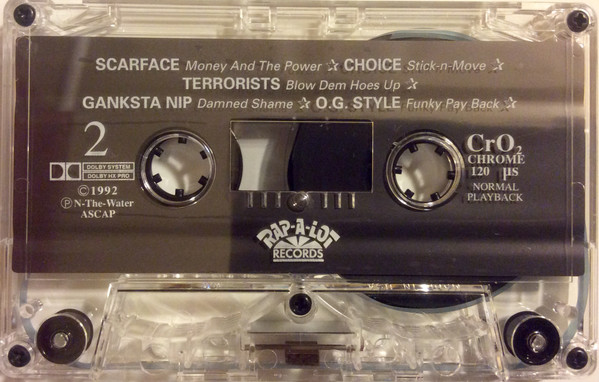 SCARFACE Money And The Power ☆ CHOICE Stick-n-Move ☆
TERRORISTS Blow Dem Hoes Up ☆
GANKSTA NIP Damned Shame ☆ O.G. STYLE Funky Pay Back ☆
2
DOLBY SYSTEM
DOLBY HX PRO
©1992
Ⓟ N-The-Water
ASCAP
CrO₂
CHROME
120 µs
NORMAL
PLAYBACK
RAP-A-LOT
RECORDS